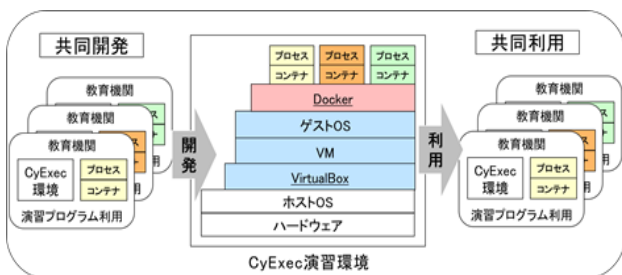 共同開発
教育機関
教育機関
プロセス
教育機関
CyExec
環境
プロセス
コンテナ
演習プログラム利用
開発
プロセス
プロセス
プロセス
コンテナ
コンテナ
コンテナ
Docker
ゲストOS
VM
VirtualBox
ホストOS
ハードウェア
CyExec演習環境
利用
共同利用
教育機関
教育機関
教育機関
CyExec
環境
プロセス
コンテナ
演習プログラム利用